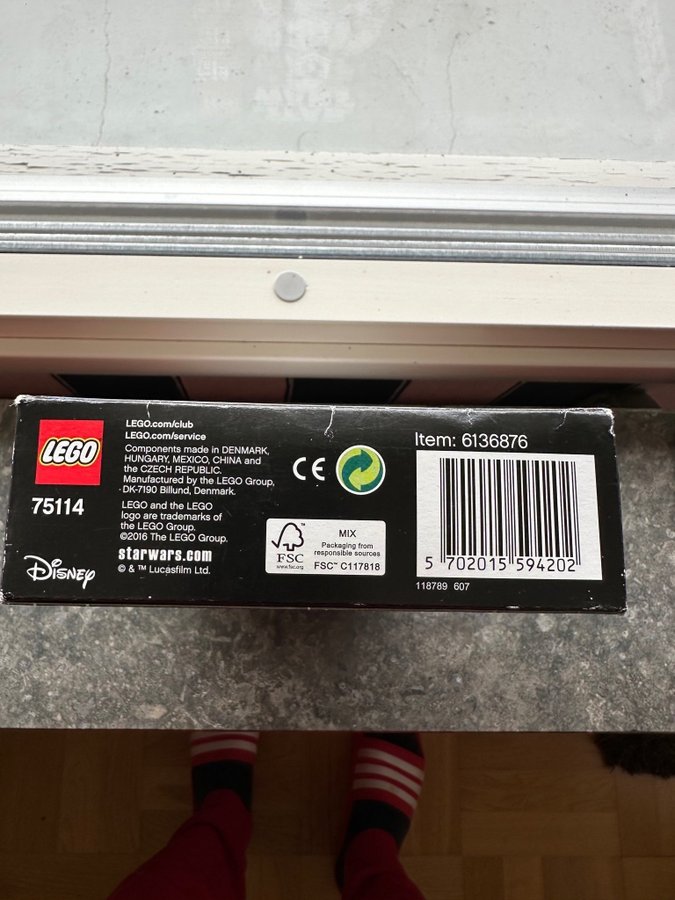 LEGO
75114
Disney
LEGO.com/club
LEGO.com/service
Components made in DENMARK,
HUNGARY, MEXICO, CHINA and
the CZECH REPUBLIC.
Manufactured by the LEGO Group,
DK-7190 Billund, Denmark.
LEGO and the LEGO
logo are trademarks of
the LEGO Group.
©2016 The LEGO Group.
starwars.com
© & ™ Lucasfilm Ltd.
CE
FSC
www.fsc.org
MIX
Packaging from
responsible sources
FSC™ C117818
Item: 6136876
5 702015 594202
118789 607